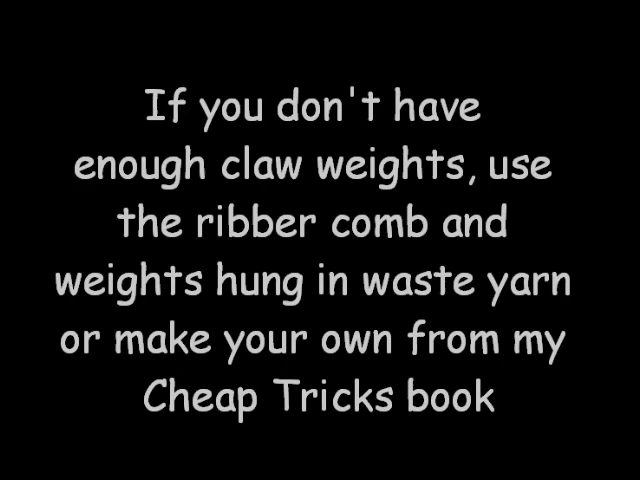 If you don't have
enough claw weights, use
the ribber comb and
weights hung in waste yarn
or make your own from my
Cheap Tricks book